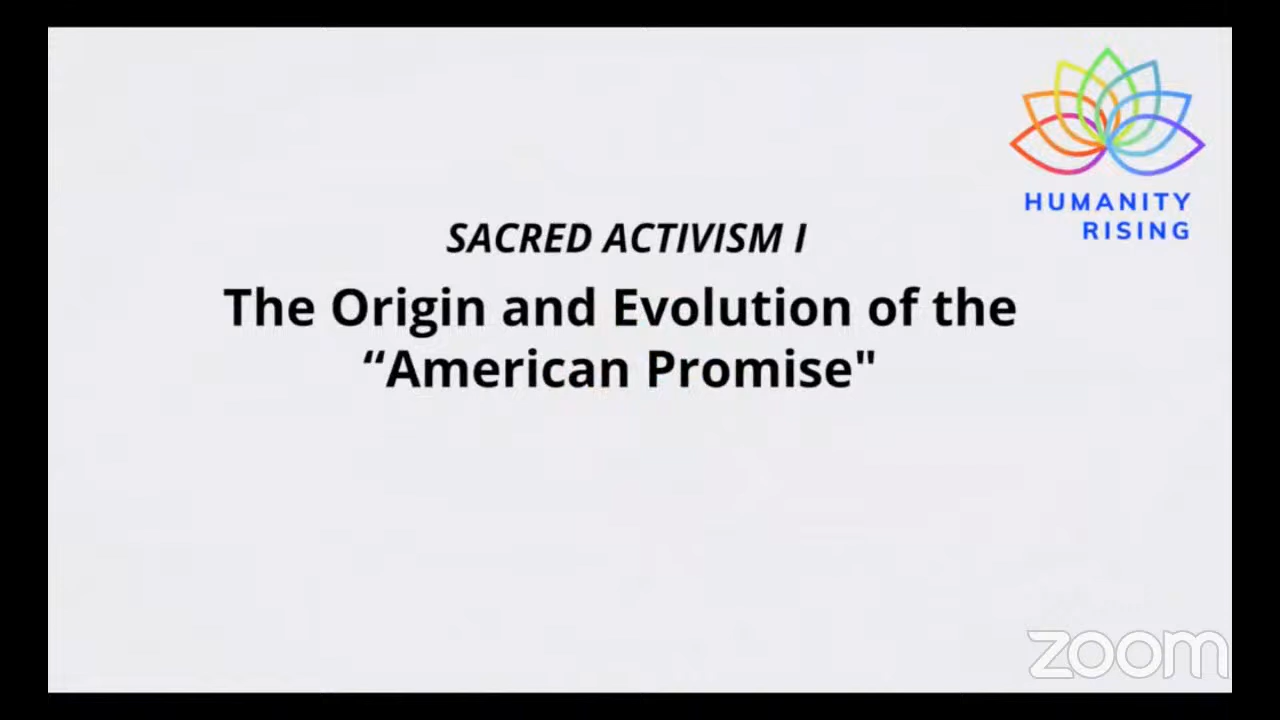 HUMANITY
RISING
SACRED ACTIVISM I
The Origin and Evolution of the
“American Promise"
zoom